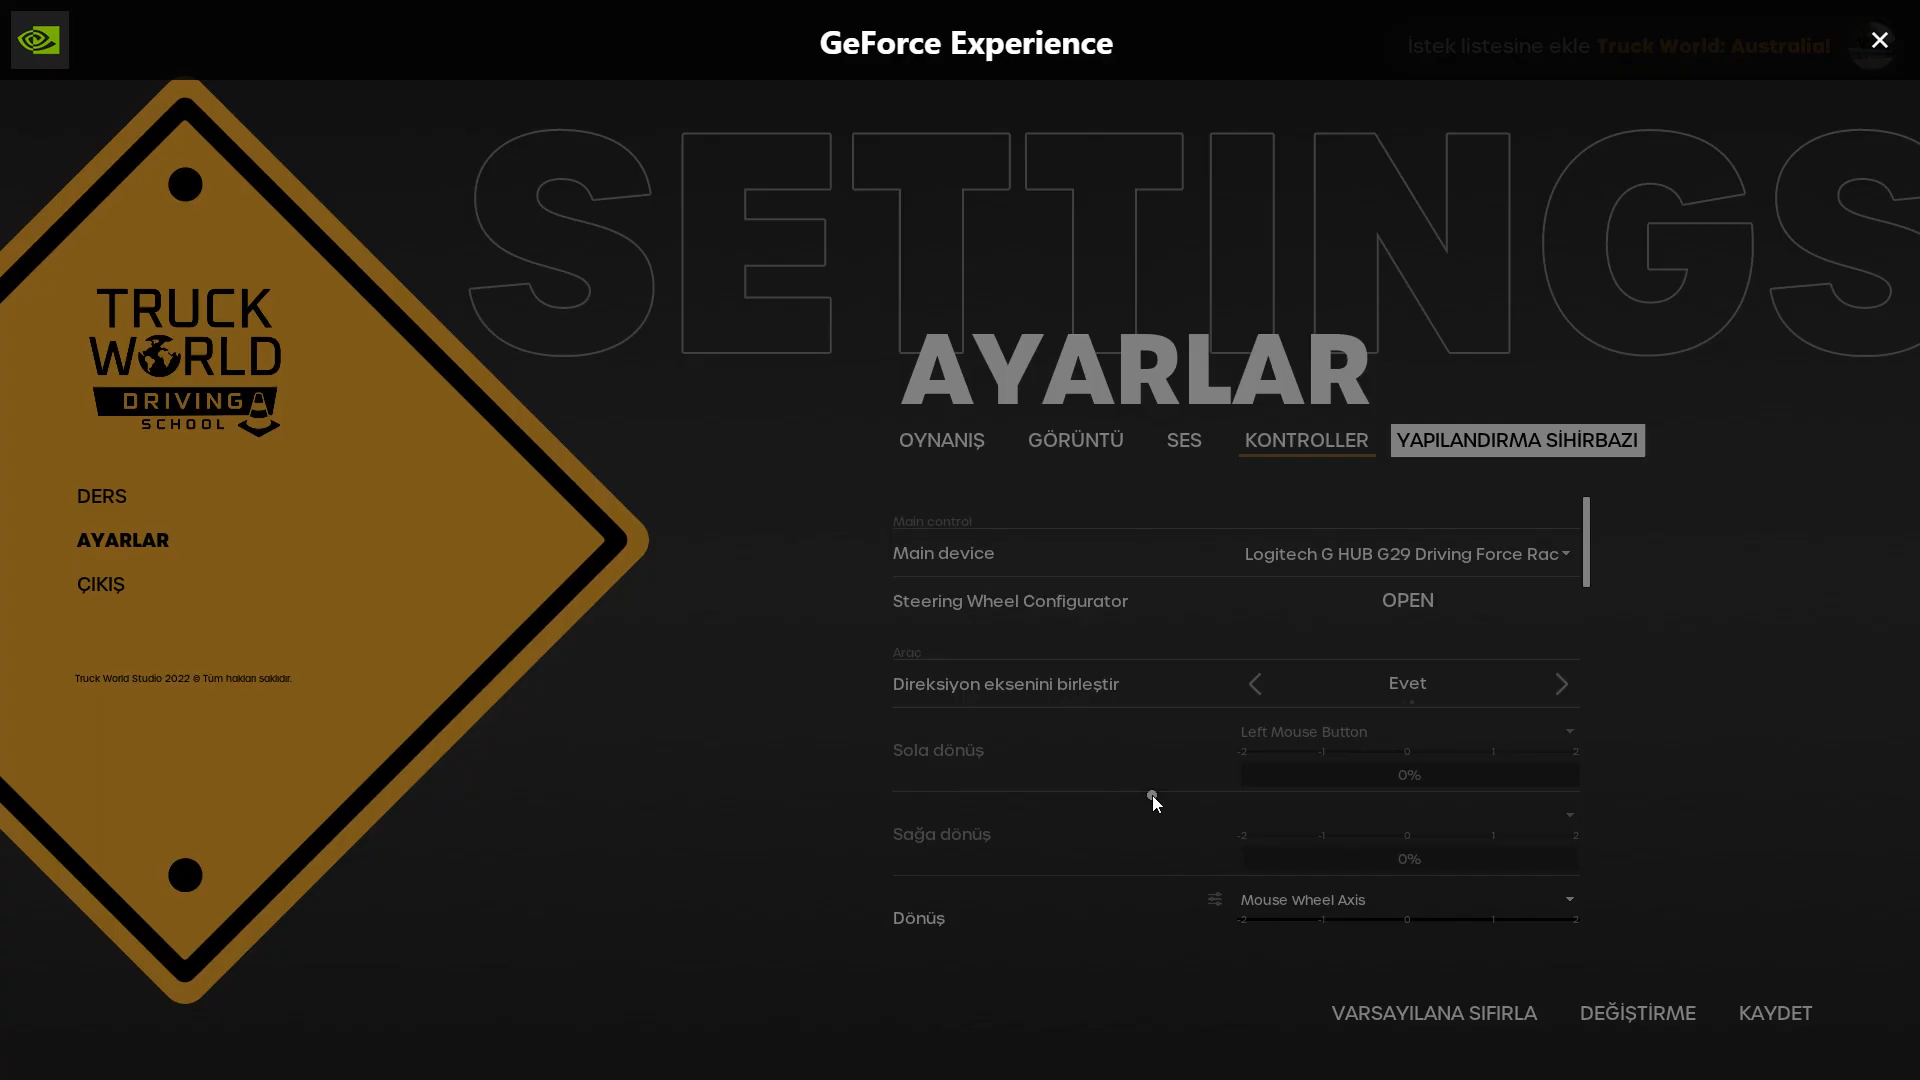 GeForce Experience
İstek listesine ekle Truck World: Australia!
SETTINGS
TRUCK
WORLD
DRIVING
SCHOOL
DERS
AYARLAR
ÇIKIŞ
Truck World Studio 2022 © Tüm hakları saklıdır.
AYARLAR
OYNANIŞ GÖRÜNTÜ SES KONTROLLER YAPILANDIRMA SİHİRBAZI
Main control
Main device Logitech G HUB G29 Driving Force Rac
Steering Wheel Configurator OPEN
Araç
Direksiyon eksenini birleştir Evet
Left Mouse Button
Sola dönüş -2 -1 0 1 2
0%
Sağa dönüş -2 -1 0 1 2
0%
Mouse Wheel Axis
Dönüş -2 -1 0 1 2
VARSAYILANA SIFIRLA DEĞİŞTİRME KAYDET